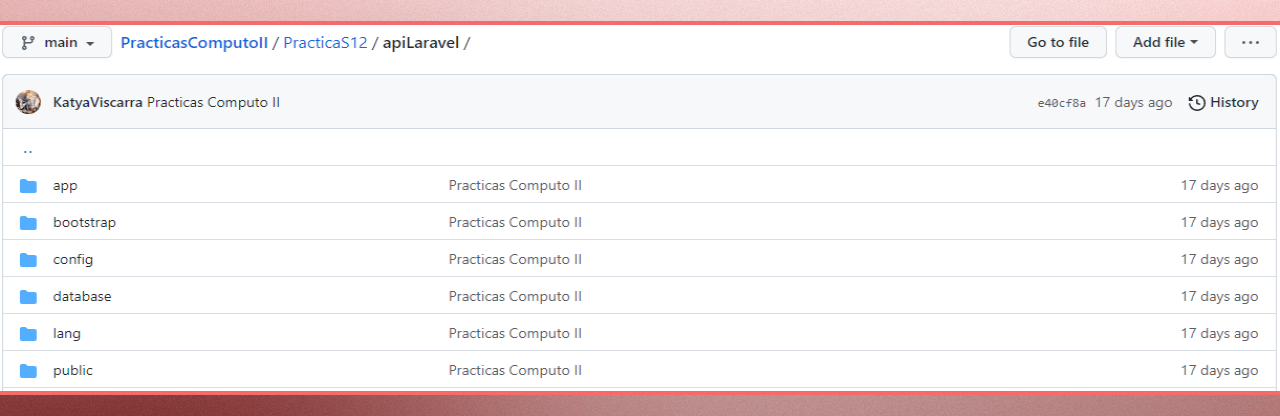 main PracticasComputoII / PracticaS12 / apiLaravel / Go to file Add file ...
KatyaViscarra Practicas Computo II e40cf8a 17 days ago History
..
app Practicas Computo II 17 days ago
bootstrap Practicas Computo II 17 days ago
config Practicas Computo II 17 days ago
database Practicas Computo II 17 days ago
lang Practicas Computo II 17 days ago
public Practicas Computo II 17 days ago